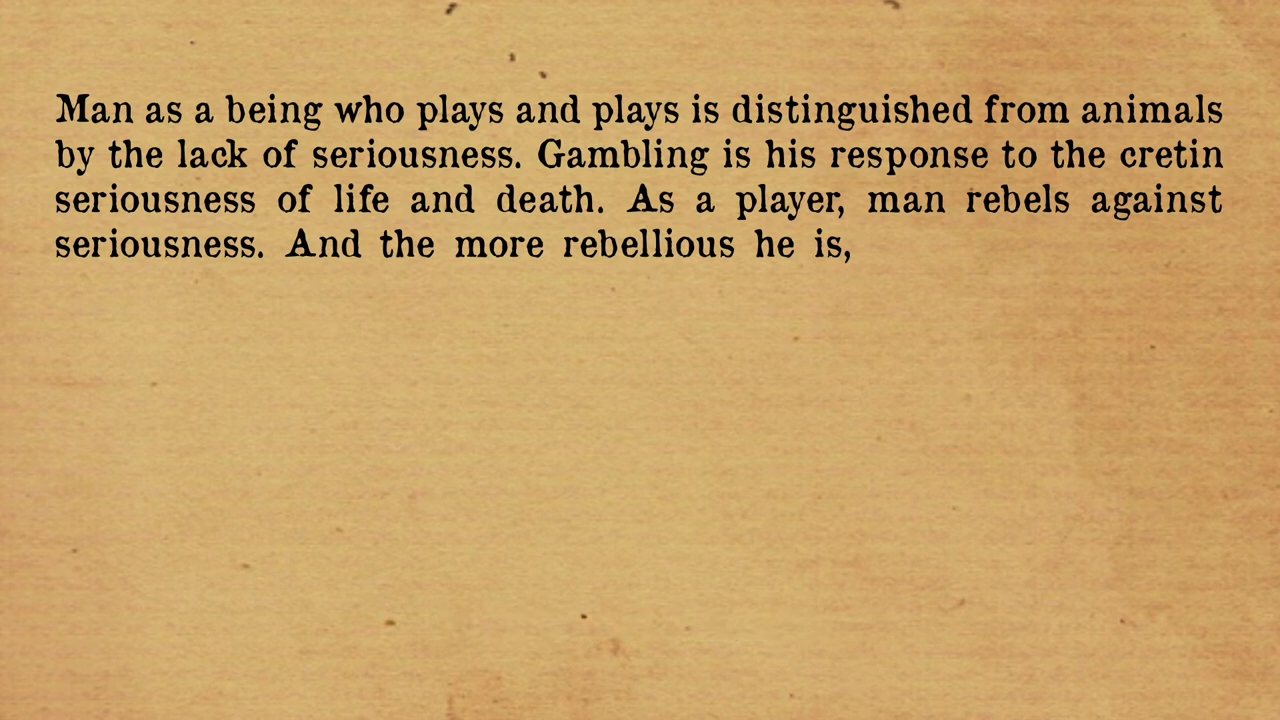 Man as a being who plays and plays is distinguished from animals
by the lack of seriousness. Gambling is his response to the cretin
seriousness of life and death. As a player, man rebels against
seriousness. And the more rebellious he is,